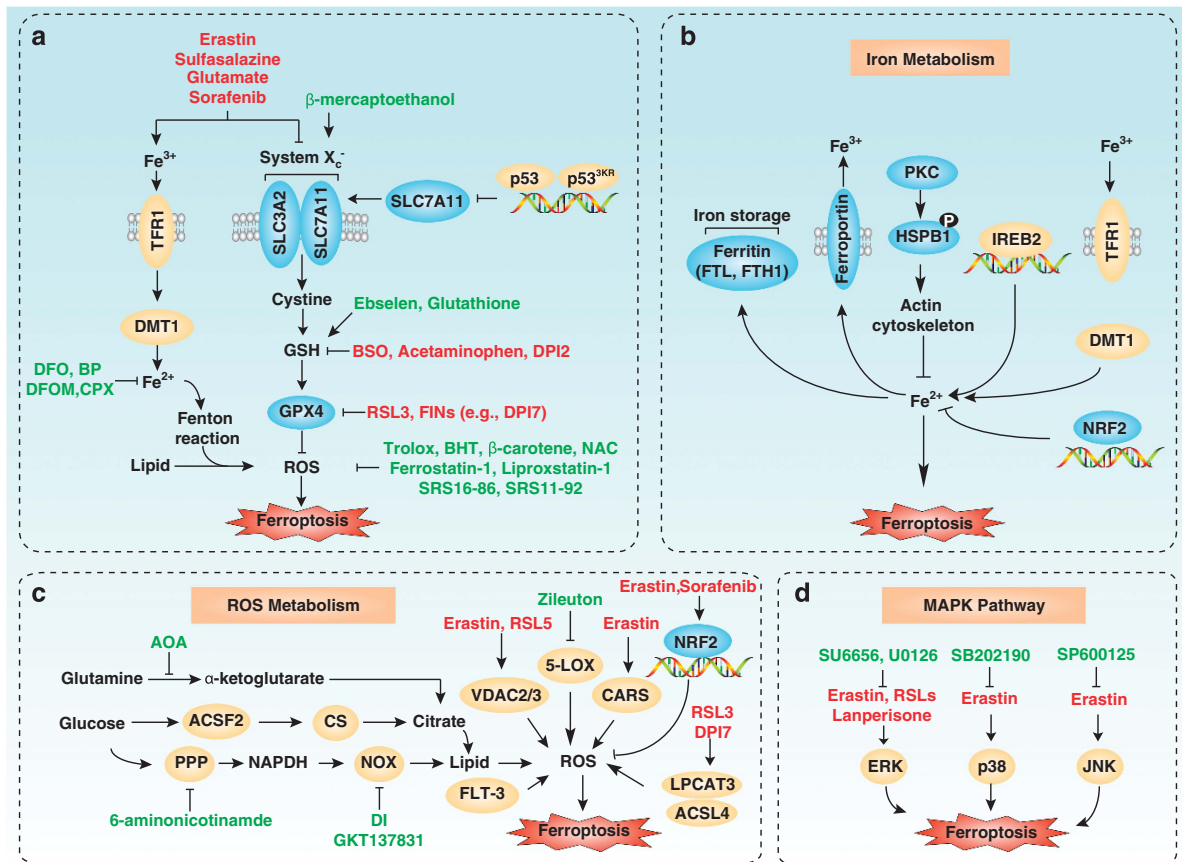 a
Erastin
Sulfasalazine
Glutamate
Sorafenib
β-mercaptoethanol
Fe3+
System Xc-
TFR1
SLC3A2
SLC7A11
SLC7A11
p53
p533KR
Cystine
DMT1
Ebselen, Glutathione
GSH
BSO, Acetaminophen, DPI2
DFO, BP
DFOM,CPX
Fe2+
GPX4
RSL3, FINs (e.g., DPI7)
Fenton
reaction
Lipid
ROS
Trolox, BHT, β-carotene, NAC
Ferrostatin-1, Liproxstatin-1
SRS16-86, SRS11-92
Ferroptosis
b
Iron Metabolism
Fe3+
PKC
Fe3+
Iron storage
Ferritin
(FTL, FTH1)
Ferroportin
HSPB1
P
IREB2
TFR1
Actin
cytoskeleton
DMT1
Fe2+
NRF2
Ferroptosis
c
ROS Metabolism
Erastin,Sorafenib
Zileuton
Erastin, RSL5
Erastin
NRF2
AOA
5-LOX
Glutamine
α-ketoglutarate
VDAC2/3
CARS
Glucose
ACSF2
CS
Citrate
RSL3
DPI7
PPP
NAPDH
NOX
Lipid
ROS
FLT-3
LPCAT3
ACSL4
6-aminonicotinamde
DI
GKT137831
Ferroptosis
d
MAPK Pathway
SU6656, U0126
SB202190
SP600125
Erastin, RSLs
Lanperisone
Erastin
Erastin
ERK
p38
JNK
Ferroptosis